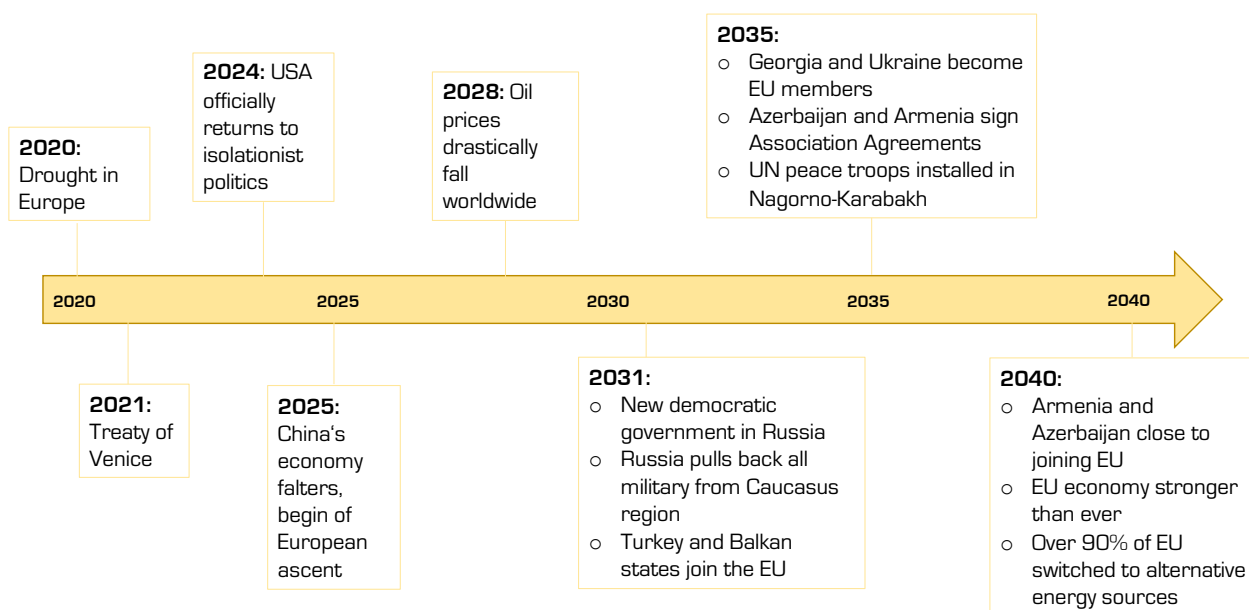 2020:
Drought in
Europe
2024: USA
officially
returns to
isolationist
politics
2028: Oil
prices
drastically
fall
worldwide
2035:
o Georgia and Ukraine become
EU members
o Azerbaijan and Armenia sign
Association Agreements
o UN peace troops installed in
Nagorno-Karabakh
2020 2025 2030 2035 2040
2021:
Treaty of
Venice
2025:
China‘s
economy
falters,
begin of
European
ascent
2031:
o New democratic
government in Russia
o Russia pulls back all
military from Caucasus
region
o Turkey and Balkan
states join the EU
2040:
o Armenia and
Azerbaijan close to
joining EU
o EU economy stronger
than ever
o Over 90% of EU
switched to alternative
energy sources